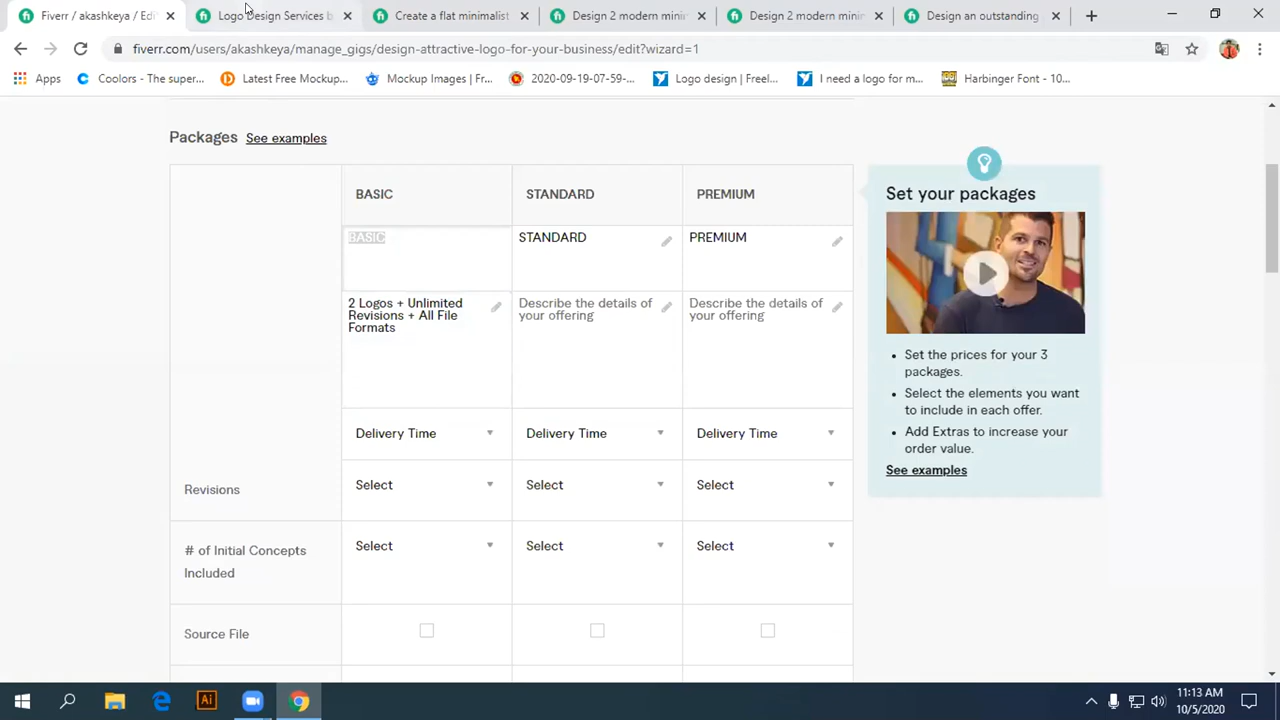 Fiverr / akashkeya / Edi
Logo Design Services b
Create a flat minimalist
Design 2 modern minim
Design 2 modern minim
Design an outstanding
fiverr.com/users/akashkeya/manage_gigs/design-attractive-logo-for-your-business/edit?wizard=1
Apps
Coolors - The super...
Latest Free Mockup...
Mockup Images | Fr...
2020-09-19-07-59-...
Logo design | Freel...
I need a logo for m...
Harbinger Font - 10...
Packages See examples
BASIC STANDARD PREMIUM
BASIC STANDARD PREMIUM
2 Logos + Unlimited
Revisions + All File
Formats
Describe the details of
your offering
Describe the details of
your offering
Delivery Time Delivery Time Delivery Time
Revisions Select Select Select
# of Initial Concepts
Included
Select Select Select
Source File
Set your packages
Set the prices for your 3
packages.
Select the elements you want
to include in each offer.
Add Extras to increase your
order value.
See examples
Ai
11:13 AM
10/5/2020